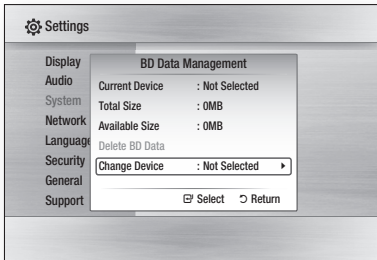 Settings
Display
Audio
System
Network
Language
Security
General
Support
BD Data Management
Current Device : Not Selected
Total Size : 0MB
Available Size : 0MB
Delete BD Data
Change Device : Not Selected
Select Return